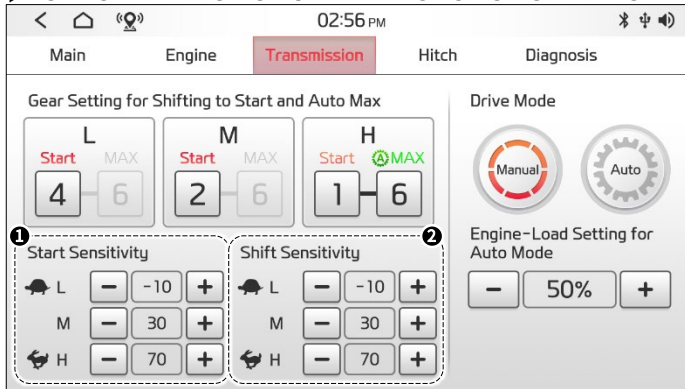 02:56 PM
Main Engine Transmission Hitch Diagnosis
Gear Setting for Shifting to Start and Auto Max
L
Start MAX
4 6
M
Start MAX
2 6
H
Start A MAX
1 6
Drive Mode
Manual
Auto
Engine-Load Setting for
Auto Mode
− 50% +
1
Start Sensitivity
L − -10 +
M − 30 +
H − 70 +
2
Shift Sensitivity
L − -10 +
M − 30 +
H − 70 +